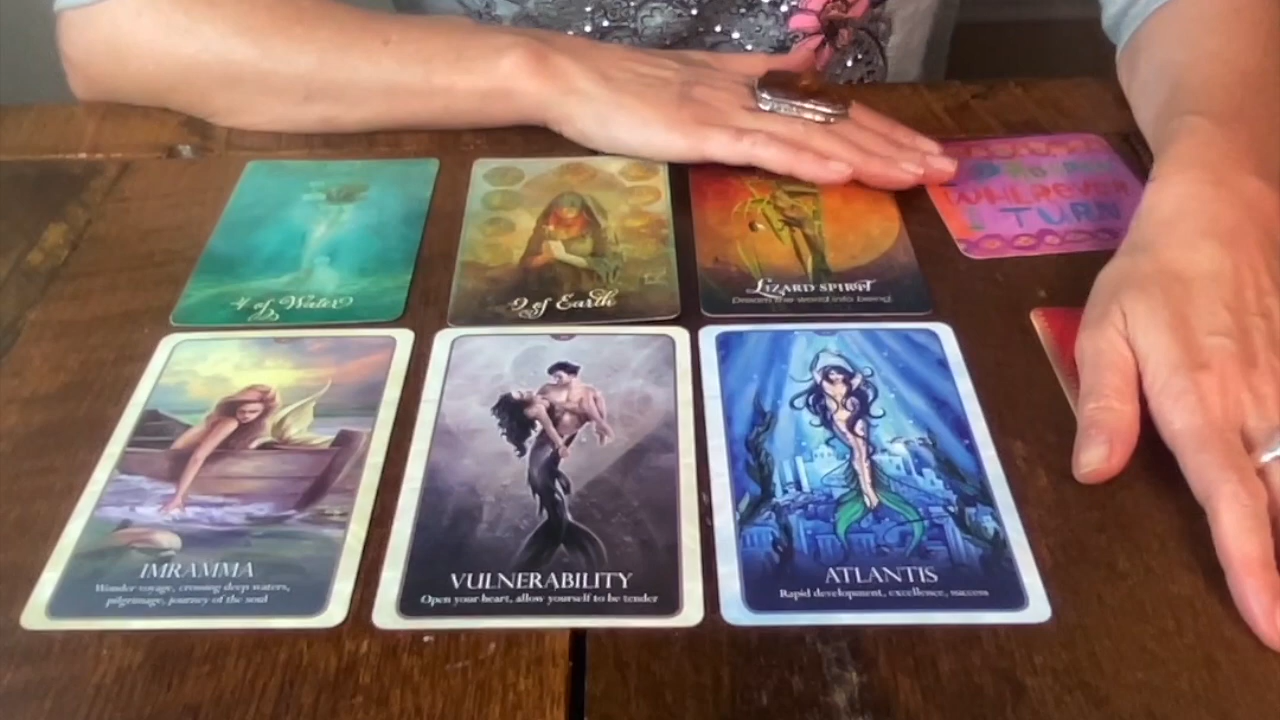 4 of Water
9 of Earth
LIZARD SPIRIT
Dream the world into being
WHEREVER
I TURN
IMRAMMA
Wonder voyage, crossing deep waters,
pilgrimage, journey of the soul
VULNERABILITY
Open your heart, allow yourself to be tender
ATLANTIS
Rapid development, excellence, success